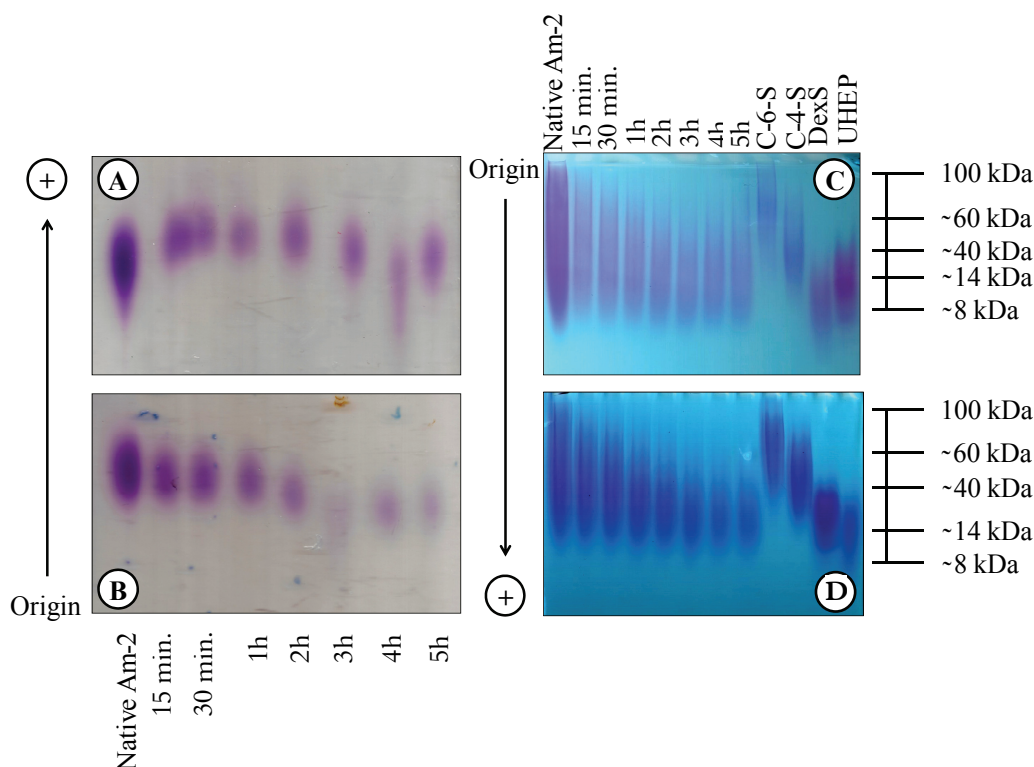 Native Am-2
15 min.
30 min.
1h
2h
3h
4h
5h
C-6-S
C-4-S
DexS
UHEP
+
A
Origin
C
100 kDa
~60 kDa
~40 kDa
~14 kDa
~8 kDa
B
Origin
+
D
100 kDa
~60 kDa
~40 kDa
~14 kDa
~8 kDa
Native Am-2
15 min.
30 min.
1h
2h
3h
4h
5h